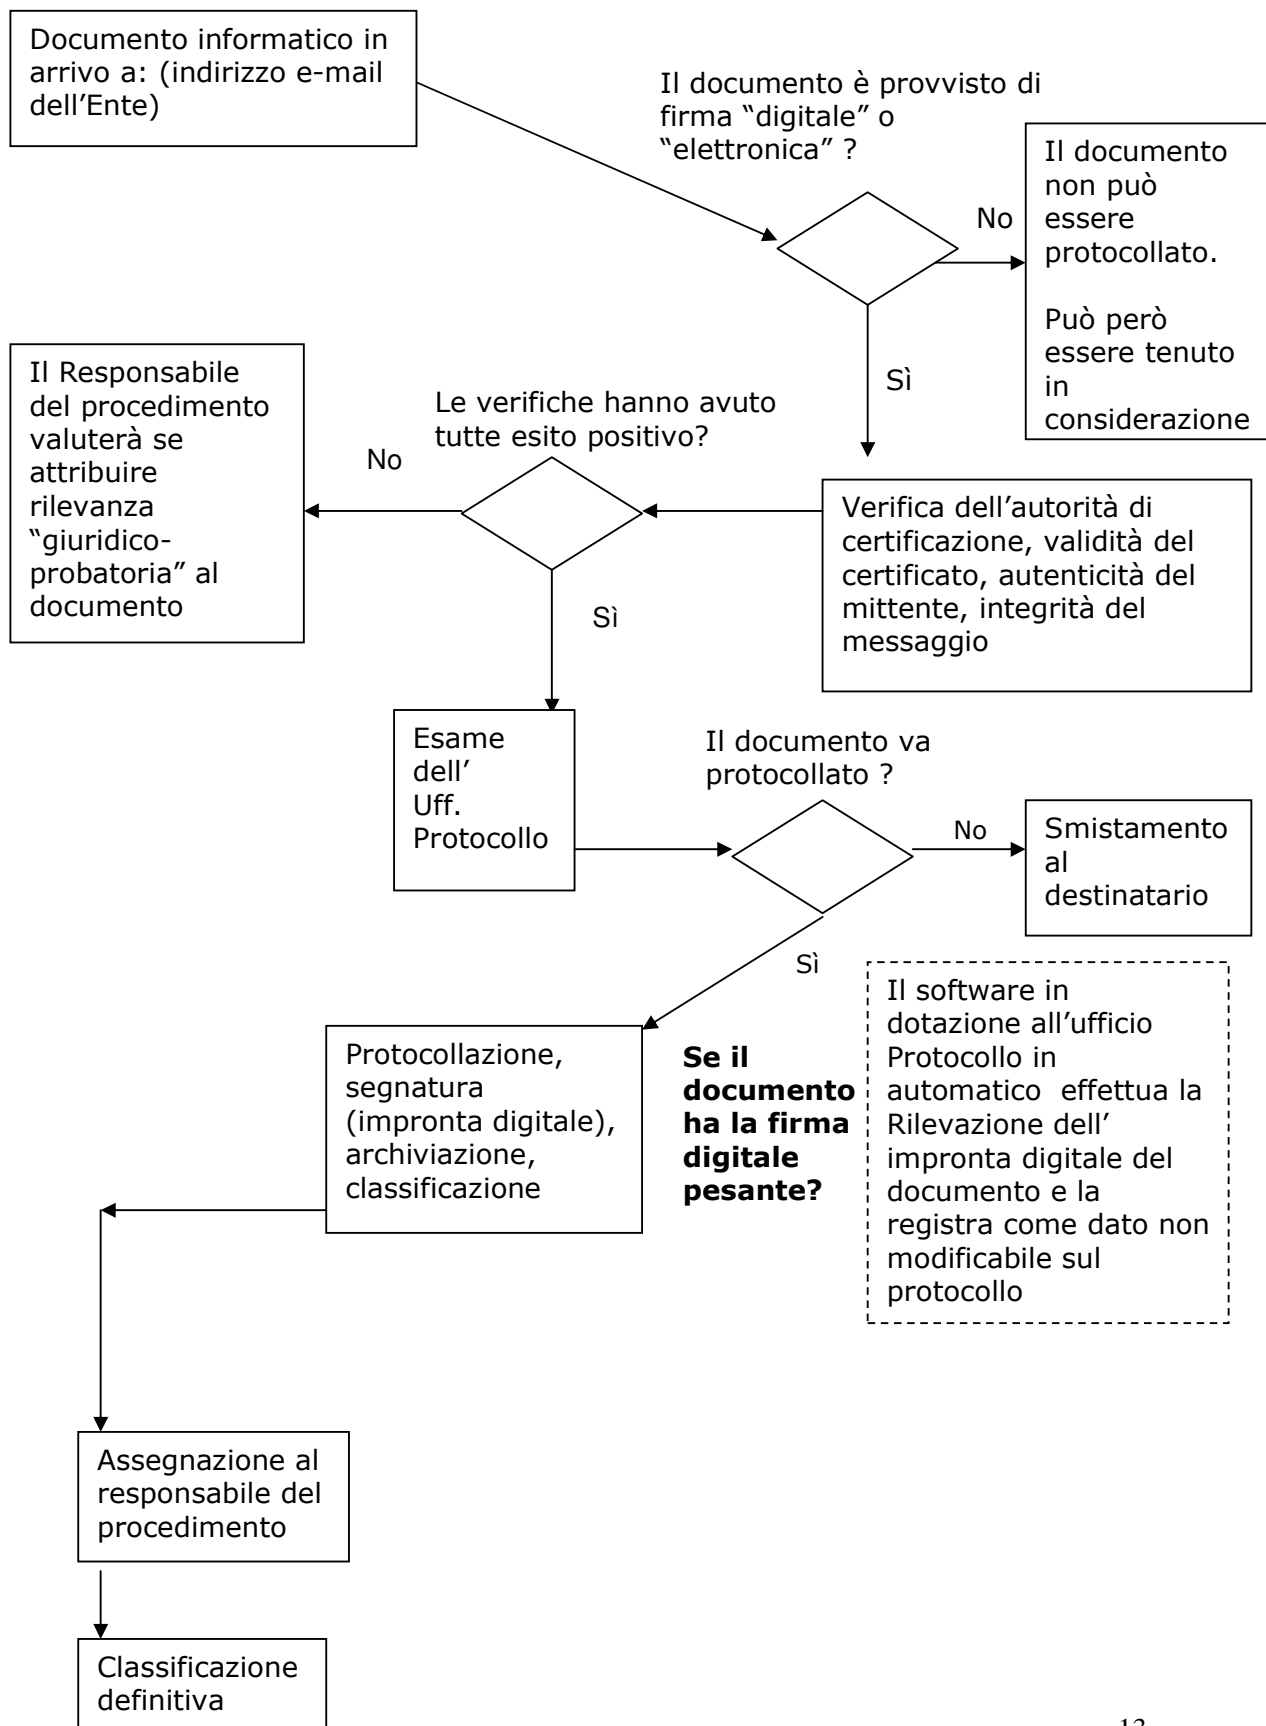 Documento informatico in
arrivo a: (indirizzo e-mail
dell’Ente)
Il documento è provvisto di
firma “digitale” o
“elettronica” ?
No
Il documento
non può
essere
protocollato.
Può però
essere tenuto
in
considerazione
Sì
Il Responsabile
del procedimento
valuterà se
attribuire
rilevanza
“giuridico-
probatoria” al
documento
No
Le verifiche hanno avuto
tutte esito positivo?
Verifica dell’autorità di
certificazione, validità del
certificato, autenticità del
mittente, integrità del
messaggio
Sì
Esame
dell’
Uff.
Protocollo
Il documento va
protocollato ?
No
Smistamento
al
destinatario
Sì
Protocollazione,
segnatura
(impronta digitale),
archiviazione,
classificazione
Se il
documento
ha la firma
digitale
pesante?
Il software in
dotazione all’ufficio
Protocollo in
automatico  effettua la
Rilevazione dell’
impronta digitale del
documento e la
registra come dato non
modificabile sul
protocollo
Assegnazione al
responsabile del
procedimento
Classificazione
definitiva